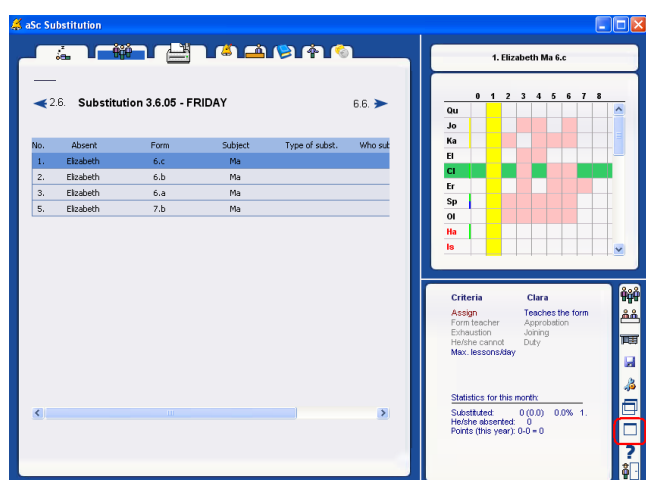 aSc Substitution
2.6. Substitution 3.6.05 - FRIDAY 6.6.
No. Absent Form Subject Type of subst. Who sub
1. Elizabeth 6.c Ma
2. Elizabeth 6.b Ma
3. Elizabeth 6.a Ma
5. Elizabeth 7.b Ma
1. Elizabeth Ma 6.c
0 1 2 3 4 5 6 7 8
Qu
Jo
Ka
El
Cl
Er
Sp
Ol
Ha
Is
Criteria Clara
Assign Teaches the form
Form teacher Approbation
Exhaustion Joining
He/she cannot Duty
Max. lessons/day
Statistics for this month:
Substituted: 0 (0.0) 0.0% 1.
He/she absented: 0
Points (this year): 0-0 = 0
?